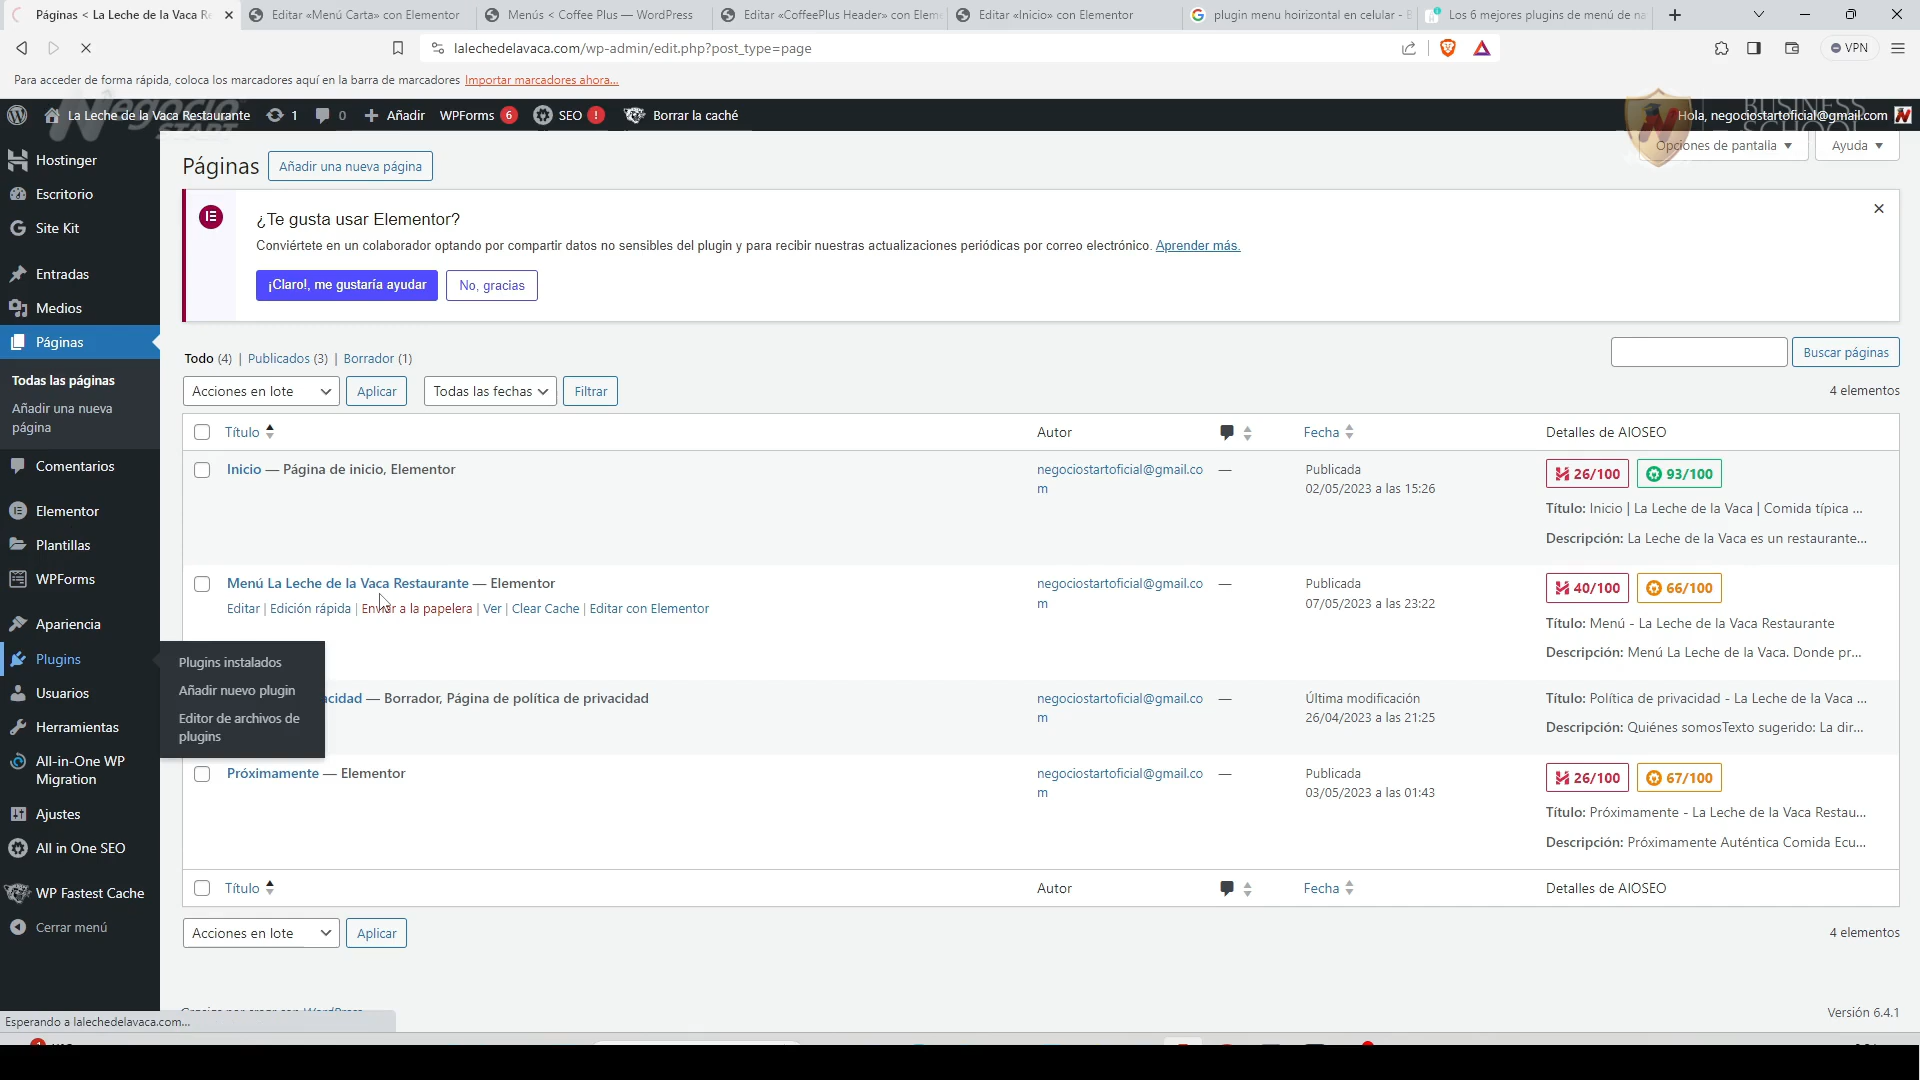 Páginas < La Leche de la Vaca Re
Editar «Menú Carta» con Elementor
Menús < Coffee Plus — WordPress
Editar «CoffeePlus Header» con Elem
Editar «Inicio» con Elementor
plugin menu hoirizontal en celular - B
Los 6 mejores plugins de menú de na
lalechedelavaca.com/wp-admin/edit.php?post_type=page
VPN
Para acceder de forma rápida, coloca los marcadores aquí en la barra de marcadores Importar marcadores ahora...
Negocio START
BUSINESS SCHOOL
La Leche de la Vaca Restaurante 1 0 Añadir WPForms 6 SEO ! Borrar la caché
Hola, negociostartoficial@gmail.com
Opciones de pantalla
Ayuda
Hostinger
Escritorio
Site Kit
Entradas
Medios
Páginas
Todas las páginas
Añadir una nueva
página
Comentarios
Elementor
Plantillas
WPForms
Apariencia
Plugins
Usuarios
Herramientas
All-in-One WP
Migration
Ajustes
All in One SEO
WP Fastest Cache
Cerrar menú
Plugins instalados
Añadir nuevo plugin
Editor de archivos de
plugins
Páginas Añadir una nueva página
¿Te gusta usar Elementor?
Conviértete en un colaborador optando por compartir datos no sensibles del plugin y para recibir nuestras actualizaciones periódicas por correo electrónico. Aprender más.
¡Claro!, me gustaría ayudar No, gracias
Todo (4) | Publicados (3) | Borrador (1)
Buscar páginas
Acciones en lote Aplicar Todas las fechas Filtrar
4 elementos
Título Autor Fecha Detalles de AIOSEO
Inicio — Página de inicio, Elementor
negociostartoficial@gmail.co
m
—
Publicada
02/05/2023 a las 15:26
26/100 93/100
Título: Inicio | La Leche de la Vaca | Comida típica ...
Descripción: La Leche de la Vaca es un restaurante...
Menú La Leche de la Vaca Restaurante — Elementor
Editar | Edición rápida | Enviar a la papelera | Ver | Clear Cache | Editar con Elementor
negociostartoficial@gmail.co
m
—
Publicada
07/05/2023 a las 23:22
40/100 66/100
Título: Menú - La Leche de la Vaca Restaurante
Descripción: Menú La Leche de la Vaca. Donde pr...
acidad — Borrador, Página de política de privacidad
negociostartoficial@gmail.co
m
—
Última modificación
26/04/2023 a las 21:25
Título: Política de privacidad - La Leche de la Vaca ...
Descripción: Quiénes somosTexto sugerido: La dir...
Próximamente — Elementor
negociostartoficial@gmail.co
m
—
Publicada
03/05/2023 a las 01:43
26/100 67/100
Título: Próximamente - La Leche de la Vaca Restau...
Descripción: Próximamente Auténtica Comida Ecu...
Título Autor Fecha Detalles de AIOSEO
Acciones en lote Aplicar
4 elementos
Versión 6.4.1
Esperando a lalechedelavaca.com...